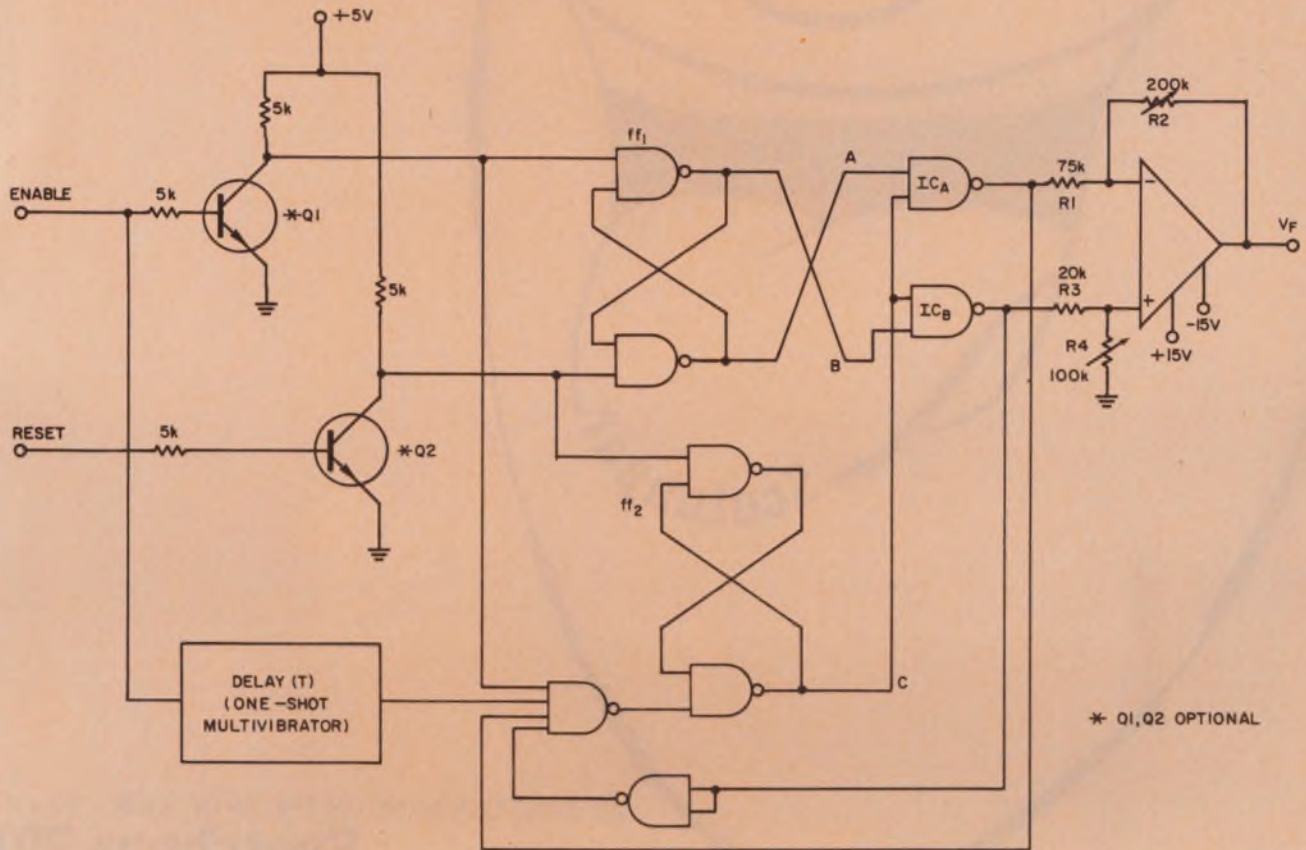 +5V
5k
ENABLE
5k
*Q1
5k
RESET
5k
*Q2
ff1
A
ICA
B
ICB
75k
R1
200k
R2
20k
R3
R4
100k
-
+
-15V
+15V
VF
ff2
C
DELAY (T)
(ONE-SHOT
MULTIVIBRATOR)
* Q1,Q2 OPTIONAL